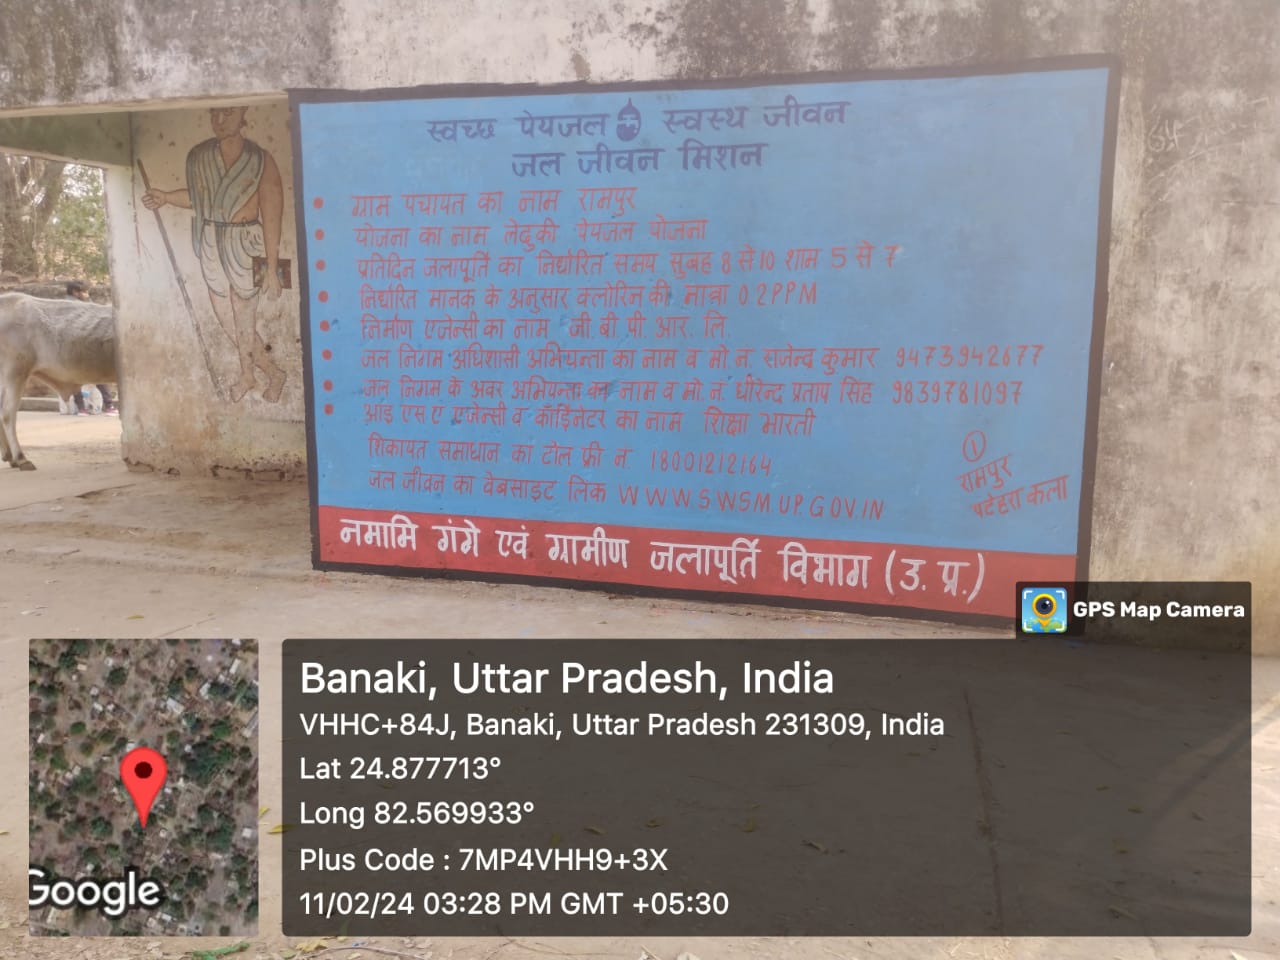 स्वच्छ पेयजल स्वस्थ जीवन
जल जीवन मिशन
ग्राम पंचायत का नाम रामपुर
योजना का नाम लेदुकी पेयजल योजना
प्रतिदिन जलापूर्ति का निर्धारित समय सुबह 8 से 10 शाम 5 से 7
निर्धारित मानक के अनुसार क्लोरिन की मात्रा 0 2 PPM
निर्माण एजेन्सी का नाम जी. बी. पी. आर. लि.
जल निगम अधिशासी अभियन्ता का नाम व मो. न. राजेन्द्र कुमार 9473942677
जल निगम के अवर अभियन्ता का नाम व मो. न. धीरेन्द्र प्रताप सिंह 9839781097
आई एस ए एजेन्सी व कॉर्डिनेटर का नाम शिक्षा भारती
शिकायत समाधान का टोल फ्री नं. 18001212164
जल जीवन का वेबसाइट लिंक WWW.SWSMUP.GOV.IN
1
रामपुर
पटेहरा कला
नमामि गंगे एवं ग्रामीण जलापूर्ति विभाग (उ. प्र.)
GPS Map Camera
Banaki, Uttar Pradesh, India
VHHC+84J, Banaki, Uttar Pradesh 231309, India
Lat 24.877713°
Long 82.569933°
Plus Code : 7MP4VHH9+3X
11/02/24 03:28 PM GMT +05:30
Google